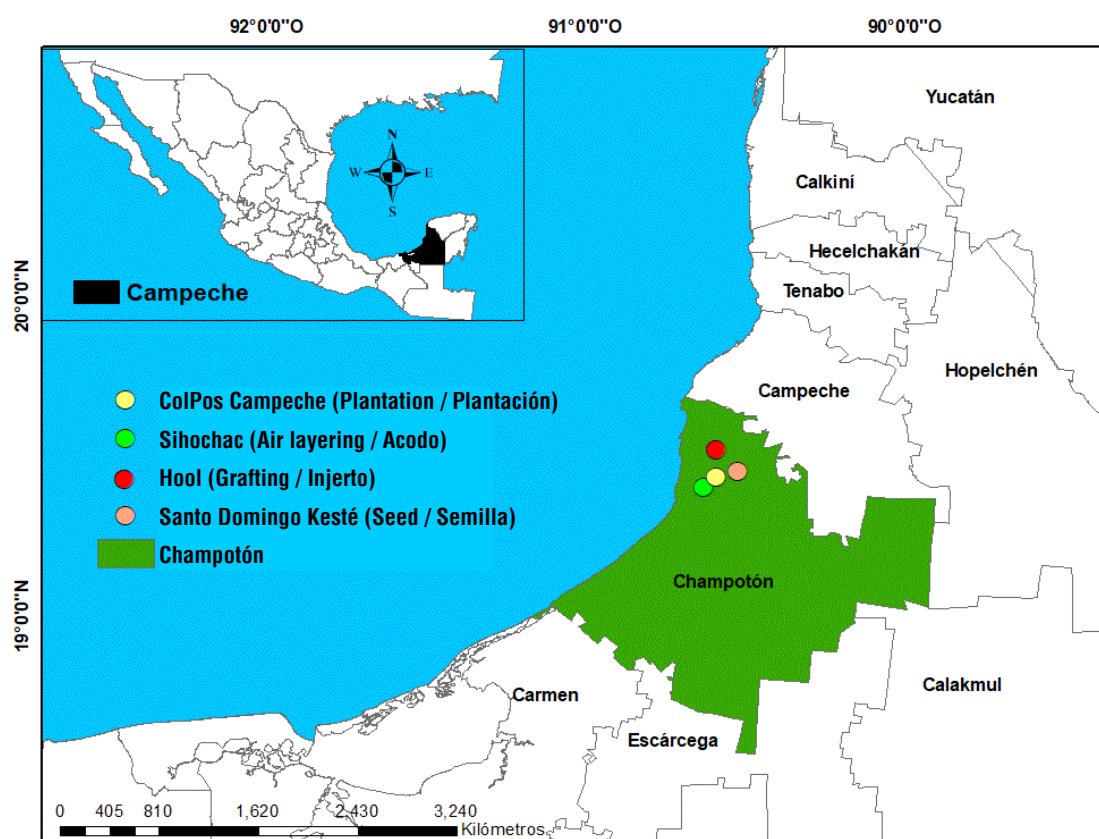 92°0'0"O 91°0'0"O 90°0'0"O
20°0'0"N
19°0'0"N
N
W E
S
Campeche
Yucatán
Calkiní
Hecelchakán
Tenabo
Hopelchén
Campeche
ColPos Campeche (Plantation / Plantación)
Sihochac (Air layering / Acodo)
Hool (Grafting / Injerto)
Santo Domingo Kesté (Seed / Semilla)
Champotón
Champotón
Carmen
Calakmul
Escárcega
0 405 810 1,620 2,430 3,240
Kilómetros